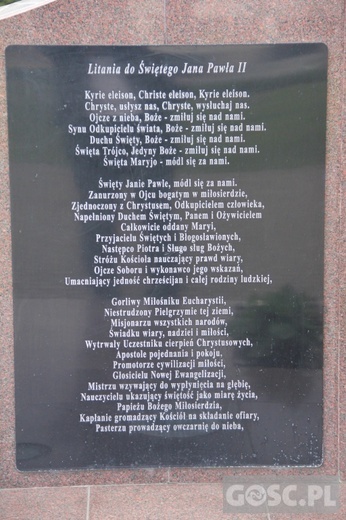 Litania do Świętego Jana Pawła II
Kyrie eleison, Christe eleison, Kyrie eleison.
Chryste, usłysz nas, Chryste, wysłuchaj nas.
Ojcze z nieba, Boże - zmiłuj się nad nami.
Synu Odkupicielu świata, Boże - zmiłuj się nad nami.
Duchu Święty, Boże - zmiłuj się nad nami.
Święta Trójco, Jedyny Boże - zmiłuj się nad nami.
Święta Maryjo - módl się za nami.
Święty Janie Pawle, módl się za nami.
Zanurzony w Ojcu bogatym w miłosierdzie,
Zjednoczony z Chrystusem, Odkupicielem człowieka,
Napełniony Duchem Świętym, Panem i Ożywicielem
Całkowicie oddany Maryi,
Przyjacielu Świętych i Błogosławionych,
Następco Piotra i Sługo sług Bożych,
Stróżu Kościoła nauczający prawd wiary,
Ojcze Soboru i wykonawco jego wskazań,
Umacniający jedność chrześcijan i całej rodziny ludzkiej,
Gorliwy Miłośniku Eucharystii,
Niestrudzony Pielgrzymie tej ziemi,
Misjonarzu wszystkich narodów,
Świadku wiary, nadziei i miłości,
Wytrwały Uczestniku cierpień Chrystusowych,
Apostole pojednania i pokoju,
Promotorze cywilizacji miłości,
Głosicielu Nowej Ewangelizacji,
Mistrzu wzywający do wypłynięcia na głębię,
Nauczycielu ukazujący świętość jako miarę życia,
Papieżu Bożego Miłosierdzia,
Kapłanie gromadzący Kościół na składanie ofiary,
Pasterzu prowadzący owczarnię do nieba,
GOSC.PL